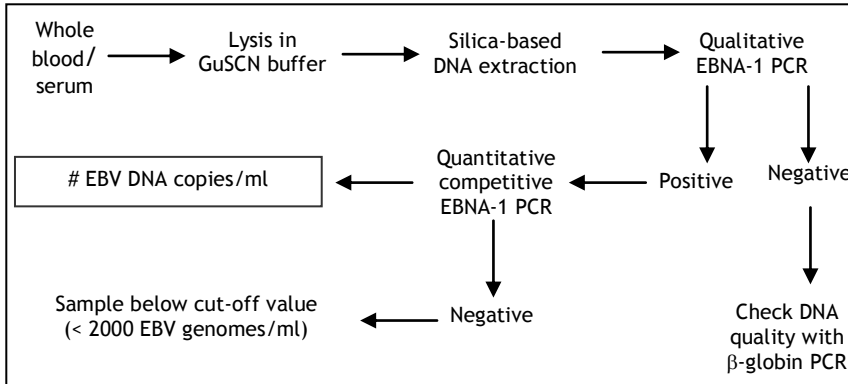 Whole
blood/
serum
Lysis in
GuSCN buffer
Silica-based
DNA extraction
Qualitative
EBNA-1 PCR
# EBV DNA copies/ml
Quantitative
competitive
EBNA-1 PCR
Positive
Negative
Sample below cut-off value
(< 2000 EBV genomes/ml)
Negative
Check DNA
quality with
β-globin PCR